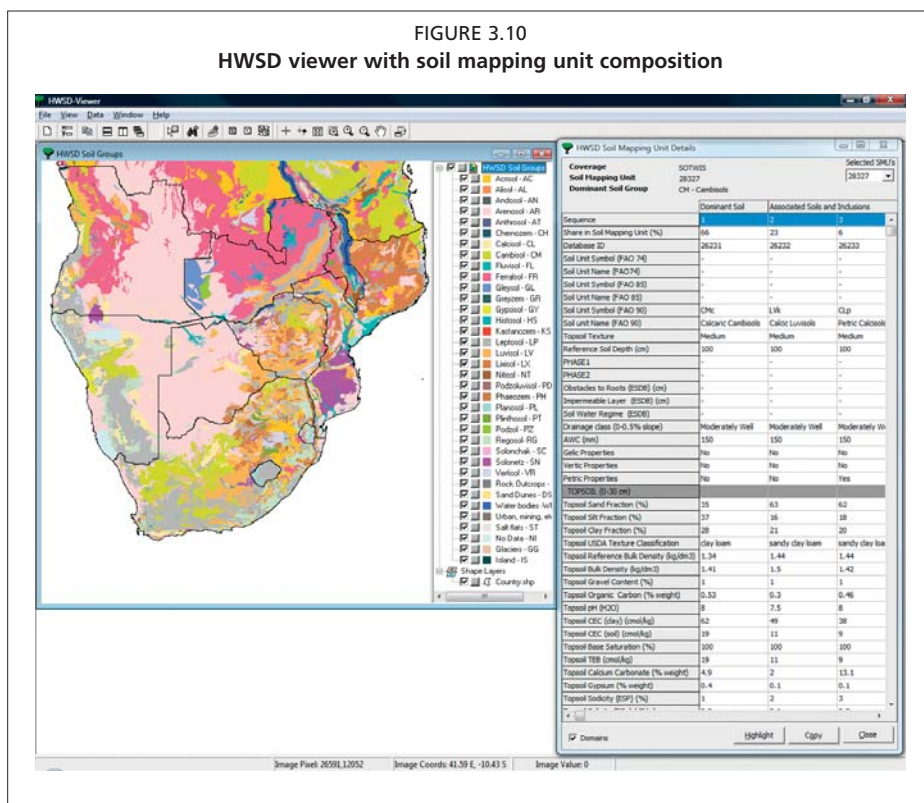 FIGURE 3.10
HWSD viewer with soil mapping unit composition
HWSD-Viewer
File View Data Window Help
HWSD Soil Groups
HWSD Soil Groups
Acrisol - AC
Alisol - AL
Andosol - AN
Arenosol - AR
Anthrosol - AT
Chernozem - CH
Calcisol - CL
Cambisol - CM
Fluvisol - FL
Ferralsol - FR
Gleysol - GL
Greyzem - GR
Gypsisol - GY
Histosol - HS
Kastanozem - KS
Leptosol - LP
Luvisol - LV
Lixisol - LX
Nitisol - NT
Podzoluvisol - PD
Phaeozem - PH
Planosol - PL
Plinthosol - PT
Podzol - PZ
Regosol - RG
Solonchak - SC
Solonetz - SN
Vertisol - VR
Rock Outcrops -
Sand Dunes - DS
Water bodies -
Urban, mining,
Salt flats - ST
No Data - NI
Glaciers - GG
Island - IS
Shape Layers
Country.shp
HWSD Soil Mapping Unit Details
Coverage SOTWIS Selected SMU's
Soil Mapping Unit 28327 28327
Dominant Soil Group CM - Cambisols
Dominant Soil Associated Soils and Inclusions
Sequence 1 2 3
Share in Soil Mapping Unit (%) 66 23 6
Database ID 26231 26232 26233
Soil Unit Symbol (FAO 74) - - -
Soil Unit Name (FAO74) - - -
Soil Unit Symbol (FAO 85) - - -
Soil Unit Name (FAO 85) - - -
Soil Unit Symbol (FAO 90) CMc LVk CLp
Soil unit Name (FAO 90) Calcaric Cambisols Calcic Luvisols Petric Calcisols
Topsoil Texture Medium Medium Medium
Reference Soil Depth (cm) 100 100 100
PHASE1 - - -
PHASE2 - - -
Obstacles to Roots (ESDB) (cm) - - -
Impermeable Layer (ESDB) (cm) - - -
Soil Water Regime (ESDB) - - -
Drainage class (0-0.5% slope) Moderately Well Moderately Well Moderately We
AWC (mm) 150 150 150
Gelic Properties No No No
Vertic Properties No No No
Petric Properties No No Yes
TOPSOIL (0-30 cm)
Topsoil Sand Fraction (%) 35 63 62
Topsoil Silt Fraction (%) 37 16 18
Topsoil Clay Fraction (%) 28 21 20
Topsoil USDA Texture Classification clay loam sandy clay loam sandy clay loa
Topsoil Reference Bulk Density (kg/dm3) 1.34 1.44 1.44
Topsoil Bulk Density (kg/dm3) 1.41 1.5 1.42
Topsoil Gravel Content (%) 1 1 1
Topsoil Organic Carbon (% weight) 0.53 0.3 0.46
Topsoil pH (H2O) 8 7.5 8
Topsoil CEC (clay) (cmol/kg) 62 49 38
Topsoil CEC (soil) (cmol/kg) 19 11 9
Topsoil Base Saturation (%) 100 100 100
Topsoil TEB (cmol/kg) 19 11 9
Topsoil Calcium Carbonate (% weight) 4.9 2 13.1
Topsoil Gypsum (% weight) 0.4 0.1 0.1
Topsoil Sodicity (ESP) (%) 1 2 3
Domains Highlight Copy Close
Image Pixel: 26591,12052 Image Coords: 41.59 E, -10.43 S Image Value: 0